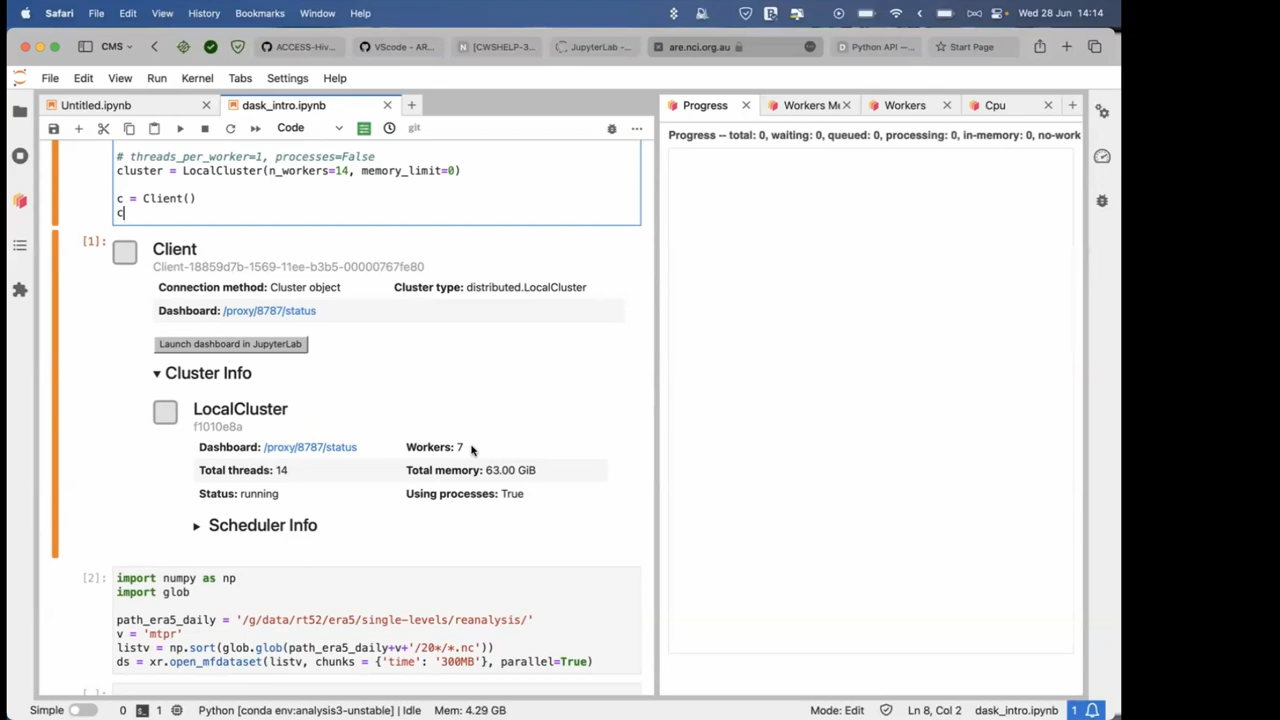 Safari File Edit View History Bookmarks Window Help Wed 28 Jun 14:14
CMS ACCESS-Hiv... VScode - AR... [CWSHELP-3... JupyterLab -... are.nci.org.au Python API —... Start Page
File Edit View Run Kernel Tabs Settings Help
Untitled.ipynb dask_intro.ipynb
Progress Workers Me Workers Cpu
Code git
Progress -- total: 0, waiting: 0, queued: 0, processing: 0, in-memory: 0, no-work
# threads_per_worker=1, processes=False
cluster = LocalCluster(n_workers=14, memory_limit=0)
c = Client()
c
[1]:
Client
Client-18859d7b-1569-11ee-b3b5-00000767fe80
Connection method: Cluster object Cluster type: distributed.LocalCluster
Dashboard: /proxy/8787/status
Launch dashboard in JupyterLab
▾ Cluster Info
LocalCluster
f1010e8a
Dashboard: /proxy/8787/status Workers: 7
Total threads: 14 Total memory: 63.00 GiB
Status: running Using processes: True
▸ Scheduler Info
[2]: import numpy as np
import glob
path_era5_daily = '/g/data/rt52/era5/single-levels/reanalysis/'
v = 'mtpr'
listv = np.sort(glob.glob(path_era5_daily+v+'/20*/*.nc'))
ds = xr.open_mfdataset(listv, chunks = {'time': '300MB'}, parallel=True)
[ ]:
Simple 0 1 Python [conda env:analysis3-unstable] | Idle Mem: 4.29 GB Mode: Edit Ln 8, Col 2 dask_intro.ipynb 1